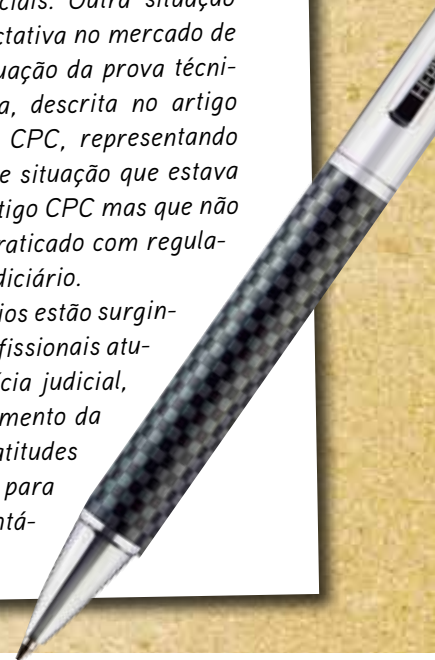 ciais. Outra situação
ctativa no mercado de
uação da prova técni-
a, descrita no artigo
CPC, representando
e situação que estava
tigo CPC mas que não
raticado com regula-
diciário.
ios estão surgin-
fissionais atu-
cia judicial,
mento da
atitudes
para
ntá-